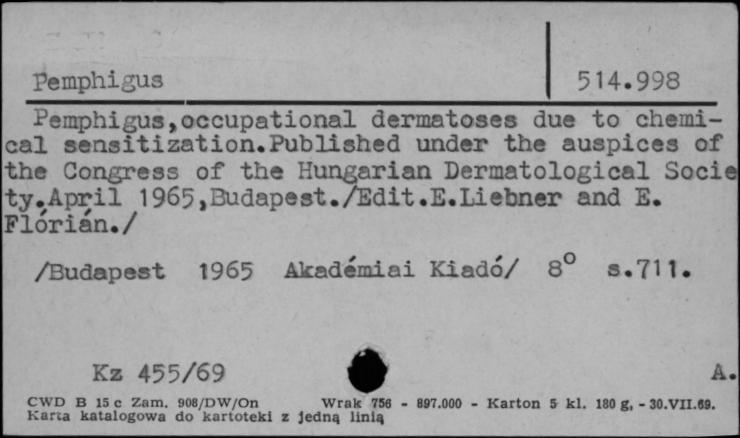 Pemphigus 514.998
Pemphigus,occupational dermatoses due to chemi-
cal sensitization.Published under the auspices of
the Congress of the Hungarian Dermatological Socie
ty.April 1965,Budapest./Edit.E.Liebner and E.
Flórián./
/Budapest 1965 Akadémiai Kiadó/ 8° s.711.
Kz 455/69 A.
CWD B 15 c Zam. 908/DW/On Wrak 756 - 897.000 - Karton 5 kl. 180 g, - 30.VII.69.
Karta katalogowa do kartoteki z jedną linią